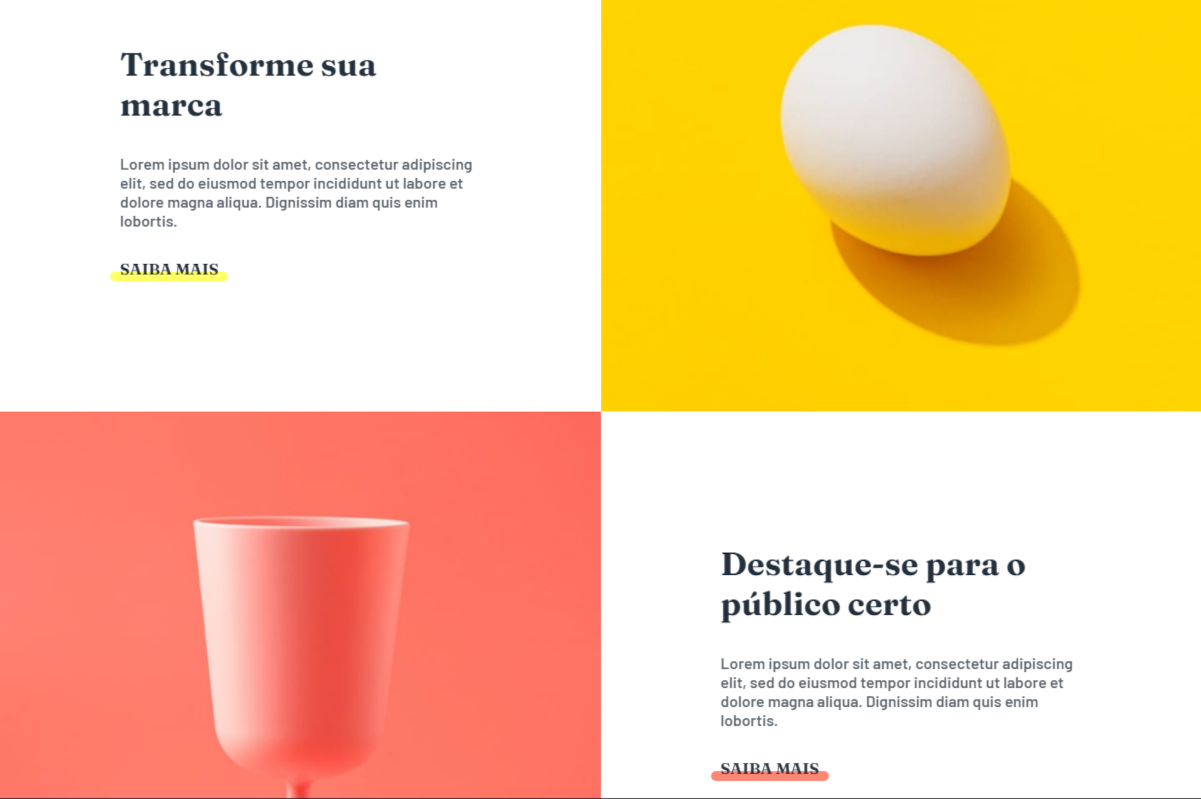 Transforme sua
marca
Lorem ipsum dolor sit amet, consectetur adipiscing
elit, sed do eiusmod tempor incididunt ut labore et
dolore magna aliqua. Dignissim diam quis enim
lobortis.
SAIBA MAIS
Destaque-se para o
público certo
Lorem ipsum dolor sit amet, consectetur adipiscing
elit, sed do eiusmod tempor incididunt ut labore et
dolore magna aliqua. Dignissim diam quis enim
lobortis.
SAIBA MAIS